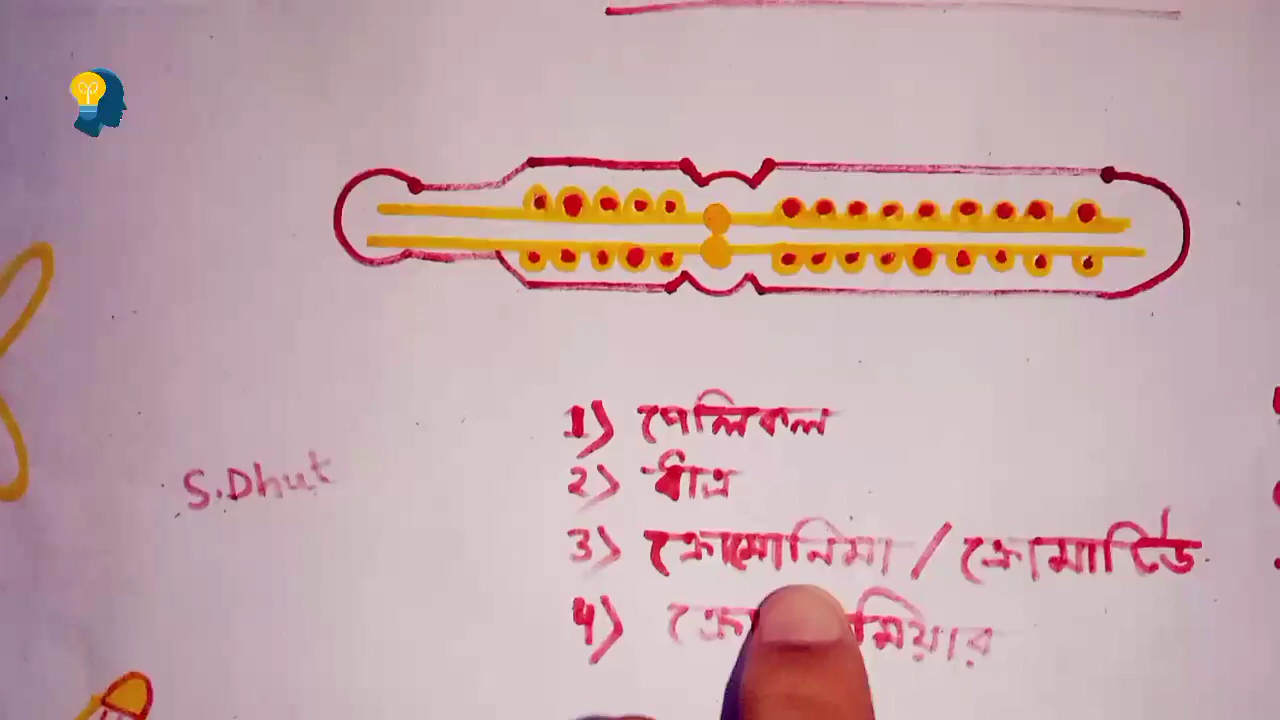 1) পেলিকল
2) ধাত্র
S.Dhut
3) ক্রোমোনিমা / ক্রোমাটিড
4)